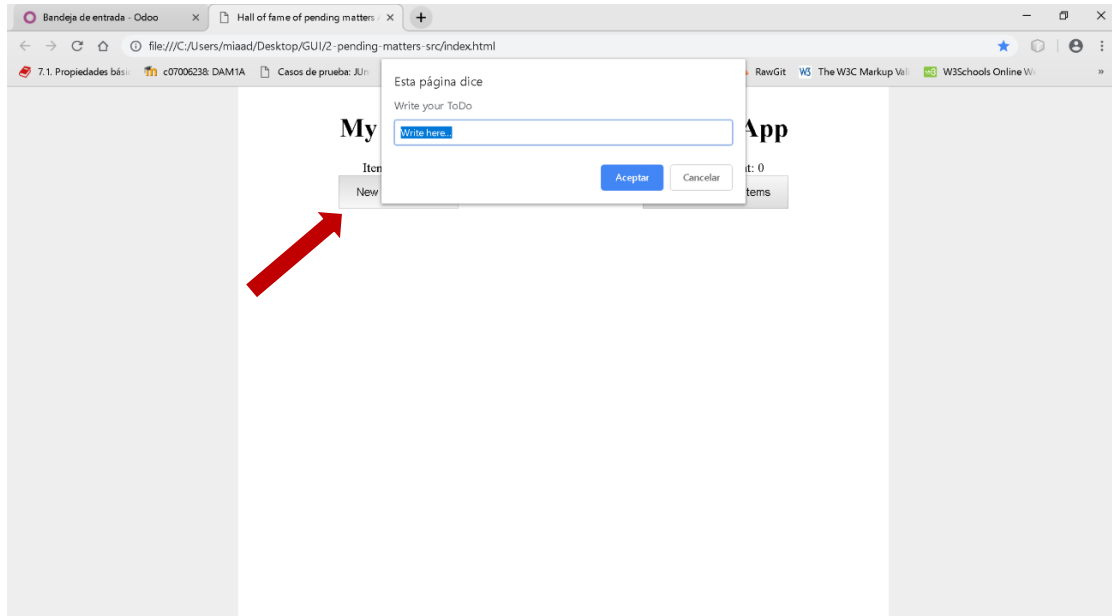 Bandeja de entrada - Odoo
Hall of fame of pending matters /
file:///C:/Users/miaad/Desktop/GUI/2-pending-matters-src/index.html
7.1. Propiedades bási
c07006238: DAM1A
Casos de prueba: JUn
RawGit
The W3C Markup Vali
W3Schools Online W
»
Esta página dice
Write your ToDo
Write here...
Aceptar
Cancelar
My
App
Iten
t: 0
New
tems